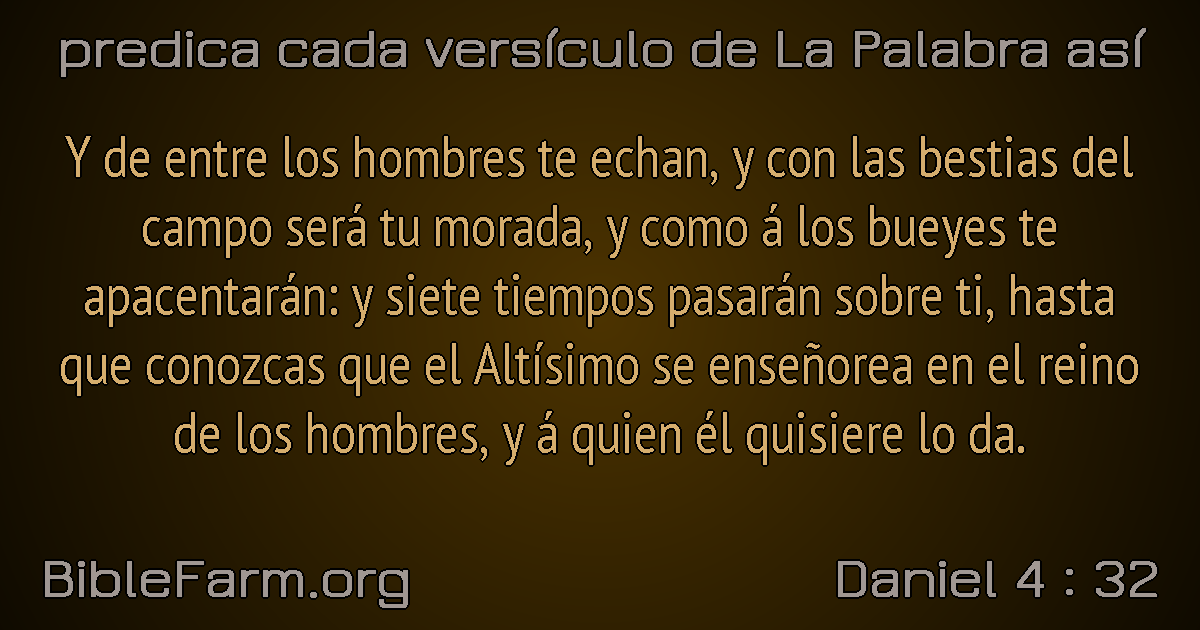 predica cada versículo de La Palabra así
Y de entre los hombres te echan, y con las bestias del
campo será tu morada, y como á los bueyes te
apacentarán: y siete tiempos pasarán sobre ti, hasta
que conozcas que el Altísimo se enseñorea en el reino
de los hombres, y á quien él quisiere lo da.
BibleFarm.org
Daniel 4 : 32